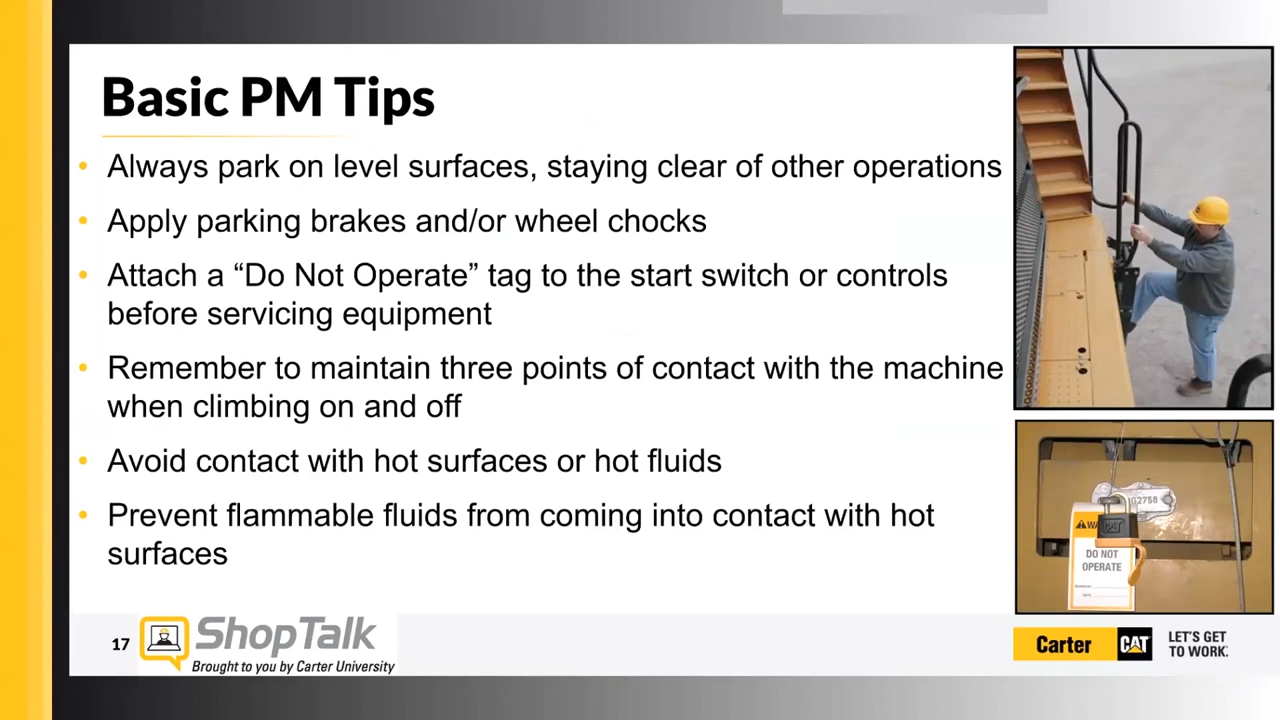 Basic PM Tips
• Always park on level surfaces, staying clear of other operations
• Apply parking brakes and/or wheel chocks
• Attach a “Do Not Operate” tag to the start switch or controls
before servicing equipment
• Remember to maintain three points of contact with the machine
when climbing on and off
• Avoid contact with hot surfaces or hot fluids
• Prevent flammable fluids from coming into contact with hot
surfaces
G2758
CAT
DO NOT
OPERATE
17
ShopTalk
Brought to you by Carter University
Carter
CAT
LET'S GET
TO WORK.